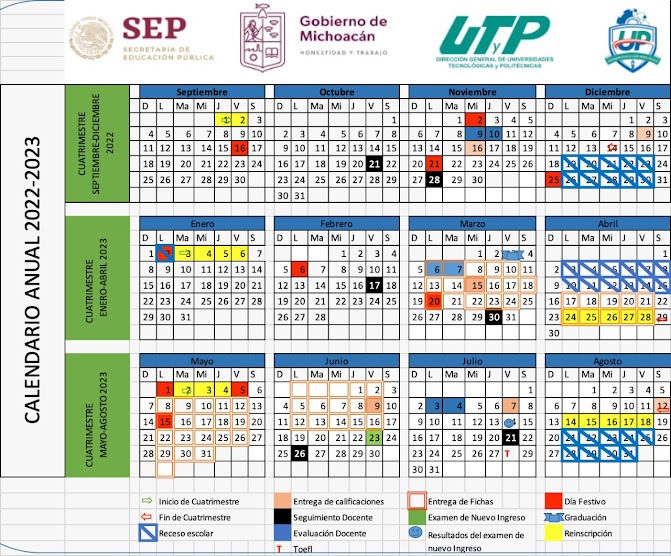 SEP
SECRETARÍA DE
EDUCACIÓN PÚBLICA
Gobierno de
Michoacán
HONESTIDAD Y TRABAJO
UTyP
DIRECCIÓN GENERAL DE UNIVERSIDADES
TECNOLÓGICAS Y POLITÉCNICAS
UP
CALENDARIO ANUAL 2022-2023
CUATRIMESTRE
SEPTIEMBRE-DICIEMBRE
2022
Septiembre
D L Ma Mi J V S
1 2 3
4 5 6 7 8 9 10
11 12 13 14 15 16 17
18 19 20 21 22 23 24
25 26 27 28 29 30
Octubre
D L Ma Mi J V S
1
2 3 4 5 6 7 8
9 10 11 12 13 14 15
16 17 18 19 20 21 22
23 24 25 26 27 28 29
30 31
Noviembre
D L Ma Mi J V S
1 2 3 4 5
6 7 8 9 10 11 12
13 14 15 16 17 18 19
20 21 22 23 24 25 26
27 28 29 30
Diciembre
D L Ma Mi J V S
1 2 3
4 5 6 7 8 9 10
11 12 13 14 15 16 17
18 19 20 21 22 23 24
25 26 27 28 29 30 31
CUATRIMESTRE
ENERO-ABRIL 2023
Enero
D L Ma Mi J V S
1 2 3 4 5 6 7
8 9 10 11 12 13 14
15 16 17 18 19 20 21
22 23 24 25 26 27 28
29 30 31
Febrero
D L Ma Mi J V S
1 2 3 4
5 6 7 8 9 10 11
12 13 14 15 16 17 18
19 20 21 22 23 24 25
26 27 28
Marzo
D L Ma Mi J V S
1 2 4
5 6 7 8 9 10 11
12 13 14 15 16 17 18
19 20 21 22 23 24 25
26 27 28 29 30 31
Abril
D L Ma Mi J V S
1
2 3 4 5 6 7 8
9 10 11 12 13 14 15
16 17 18 19 20 21 22
23 24 25 26 27 28 29
30
CUATRIMESTRE
MAYO-AGOSTO 2023
Mayo
D L Ma Mi J V S
1 2 3 4 5 6
7 8 9 10 11 12 13
14 15 16 17 18 19 20
21 22 23 24 25 26 27
28 29 30 31
Junio
D L Ma Mi J V S
1 2 3
4 5 6 7 8 9 10
11 12 13 14 15 16 17
18 19 20 21 22 23 24
25 26 27 28 29 30
Julio
D L Ma Mi J V S
1
2 3 4 5 6 7 8
9 10 11 12 13 15
16 17 18 19 20 21 22
23 24 25 26 27 T 29
30 31
Agosto
D L Ma Mi J V S
1 2 3 4 5
6 7 8 9 10 11 12
13 14 15 16 17 18 19
20 21 22 23 24 25 26
27 28 29 30 31
Inicio de Cuatrimestre
Fin de Cuatrimestre
Receso escolar
Entrega de calificaciones
Seguimiento Docente
Evaluación Docente
T Toefl
Entrega de Fichas
Examen de Nuevo Ingreso
Resultados del examen de
nuevo Ingreso
Día Festivo
Graduación
Reinscripción